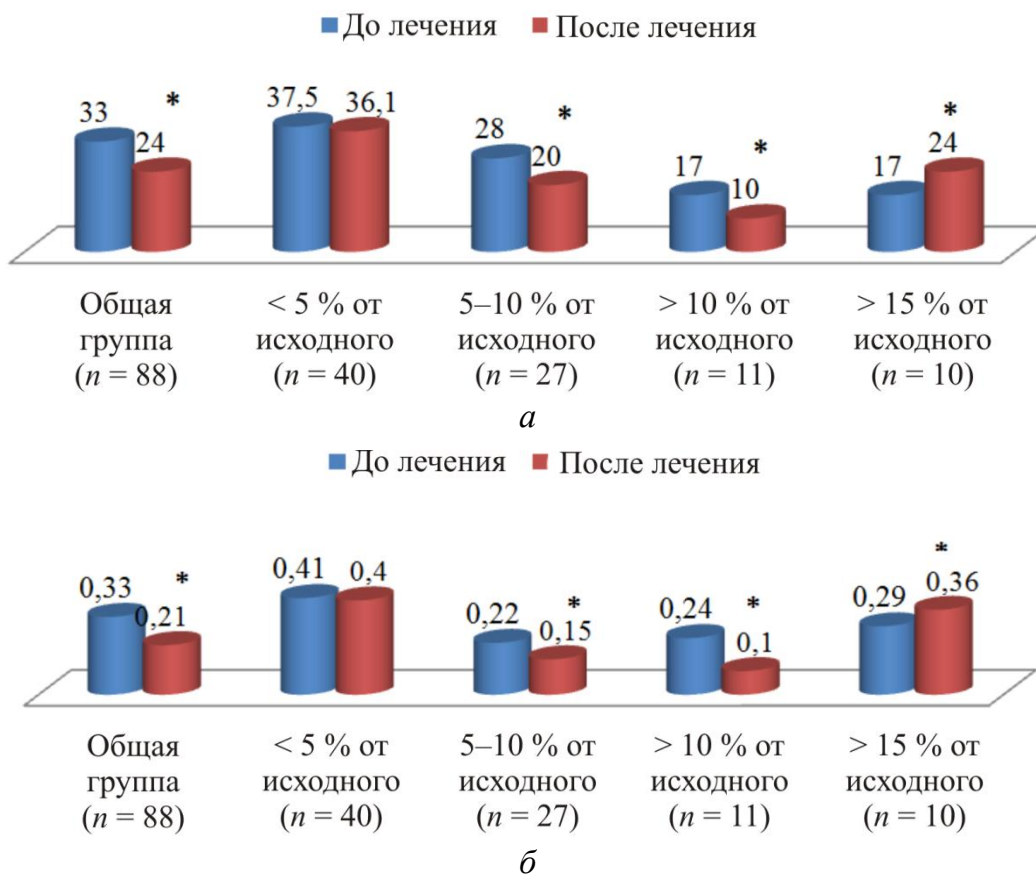 До лечения После лечения
33 24 * 37,5 36,1 28 20 * 17 10 * 17 24 *
Общая группа (n = 88)
< 5 % от исходного (n = 40)
5–10 % от исходного (n = 27)
> 10 % от исходного (n = 11)
> 15 % от исходного (n = 10)
а
До лечения После лечения
0,33 0,21 * 0,41 0,4 0,22 0,15 * 0,24 0,1 * 0,29 0,36 *
Общая группа (n = 88)
< 5 % от исходного (n = 40)
5–10 % от исходного (n = 27)
> 10 % от исходного (n = 11)
> 15 % от исходного (n = 10)
б